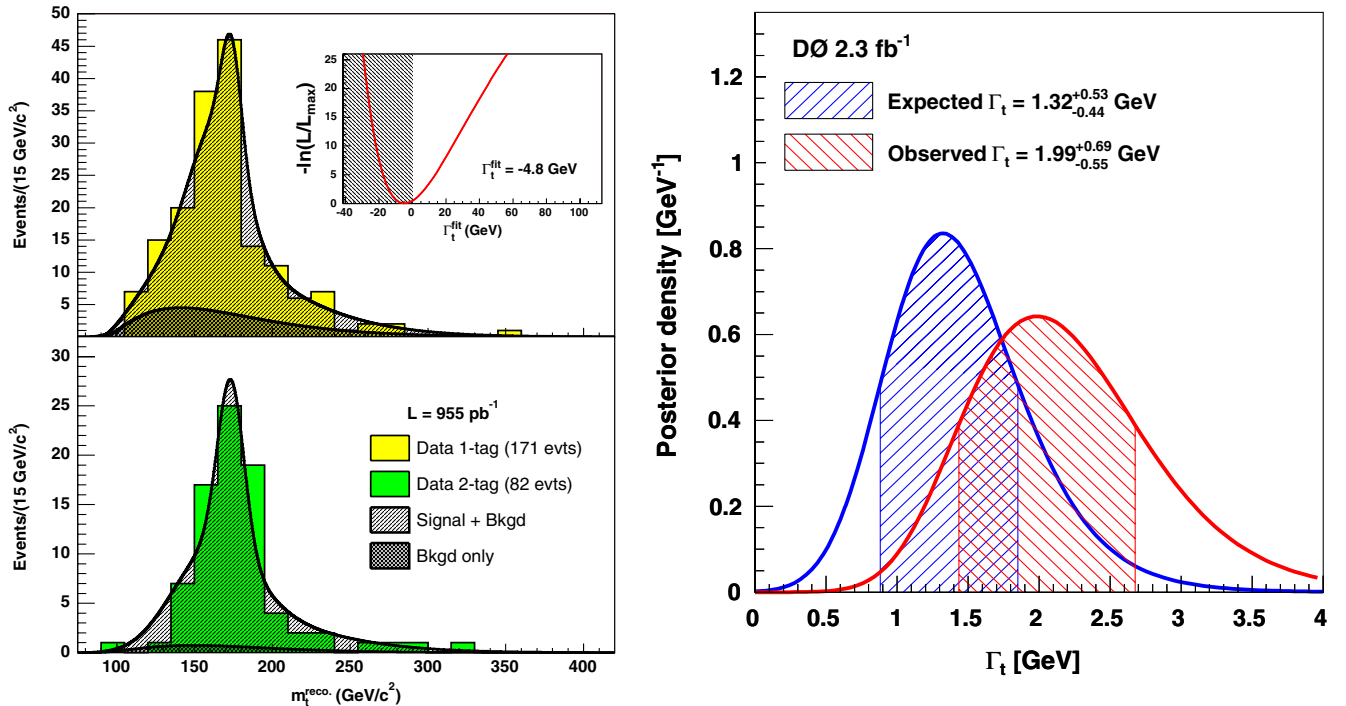 50
45
40
35
30
25
20
15
10
5
Events/(15 GeV/c²)
25
20
15
10
5
0
-ln(L/Lmax)
Γt^fit = -4.8 GeV
-40 -20 0 20 40 60 80 100
Γt^fit (GeV)
30
25
20
15
10
5
0
Events/(15 GeV/c²)
L = 955 pb⁻¹
Data 1-tag (171 evts)
Data 2-tag (82 evts)
Signal + Bkgd
Bkgd only
100 150 200 250 300 350 400
mt^reco. (GeV/c²)
DØ 2.3 fb⁻¹
Expected Γt = 1.32 +0.53 -0.44 GeV
Observed Γt = 1.99 +0.69 -0.55 GeV
1.2
1
0.8
0.6
0.4
0.2
0
Posterior density [GeV⁻¹]
0 0.5 1 1.5 2 2.5 3 3.5 4
Γt [GeV]